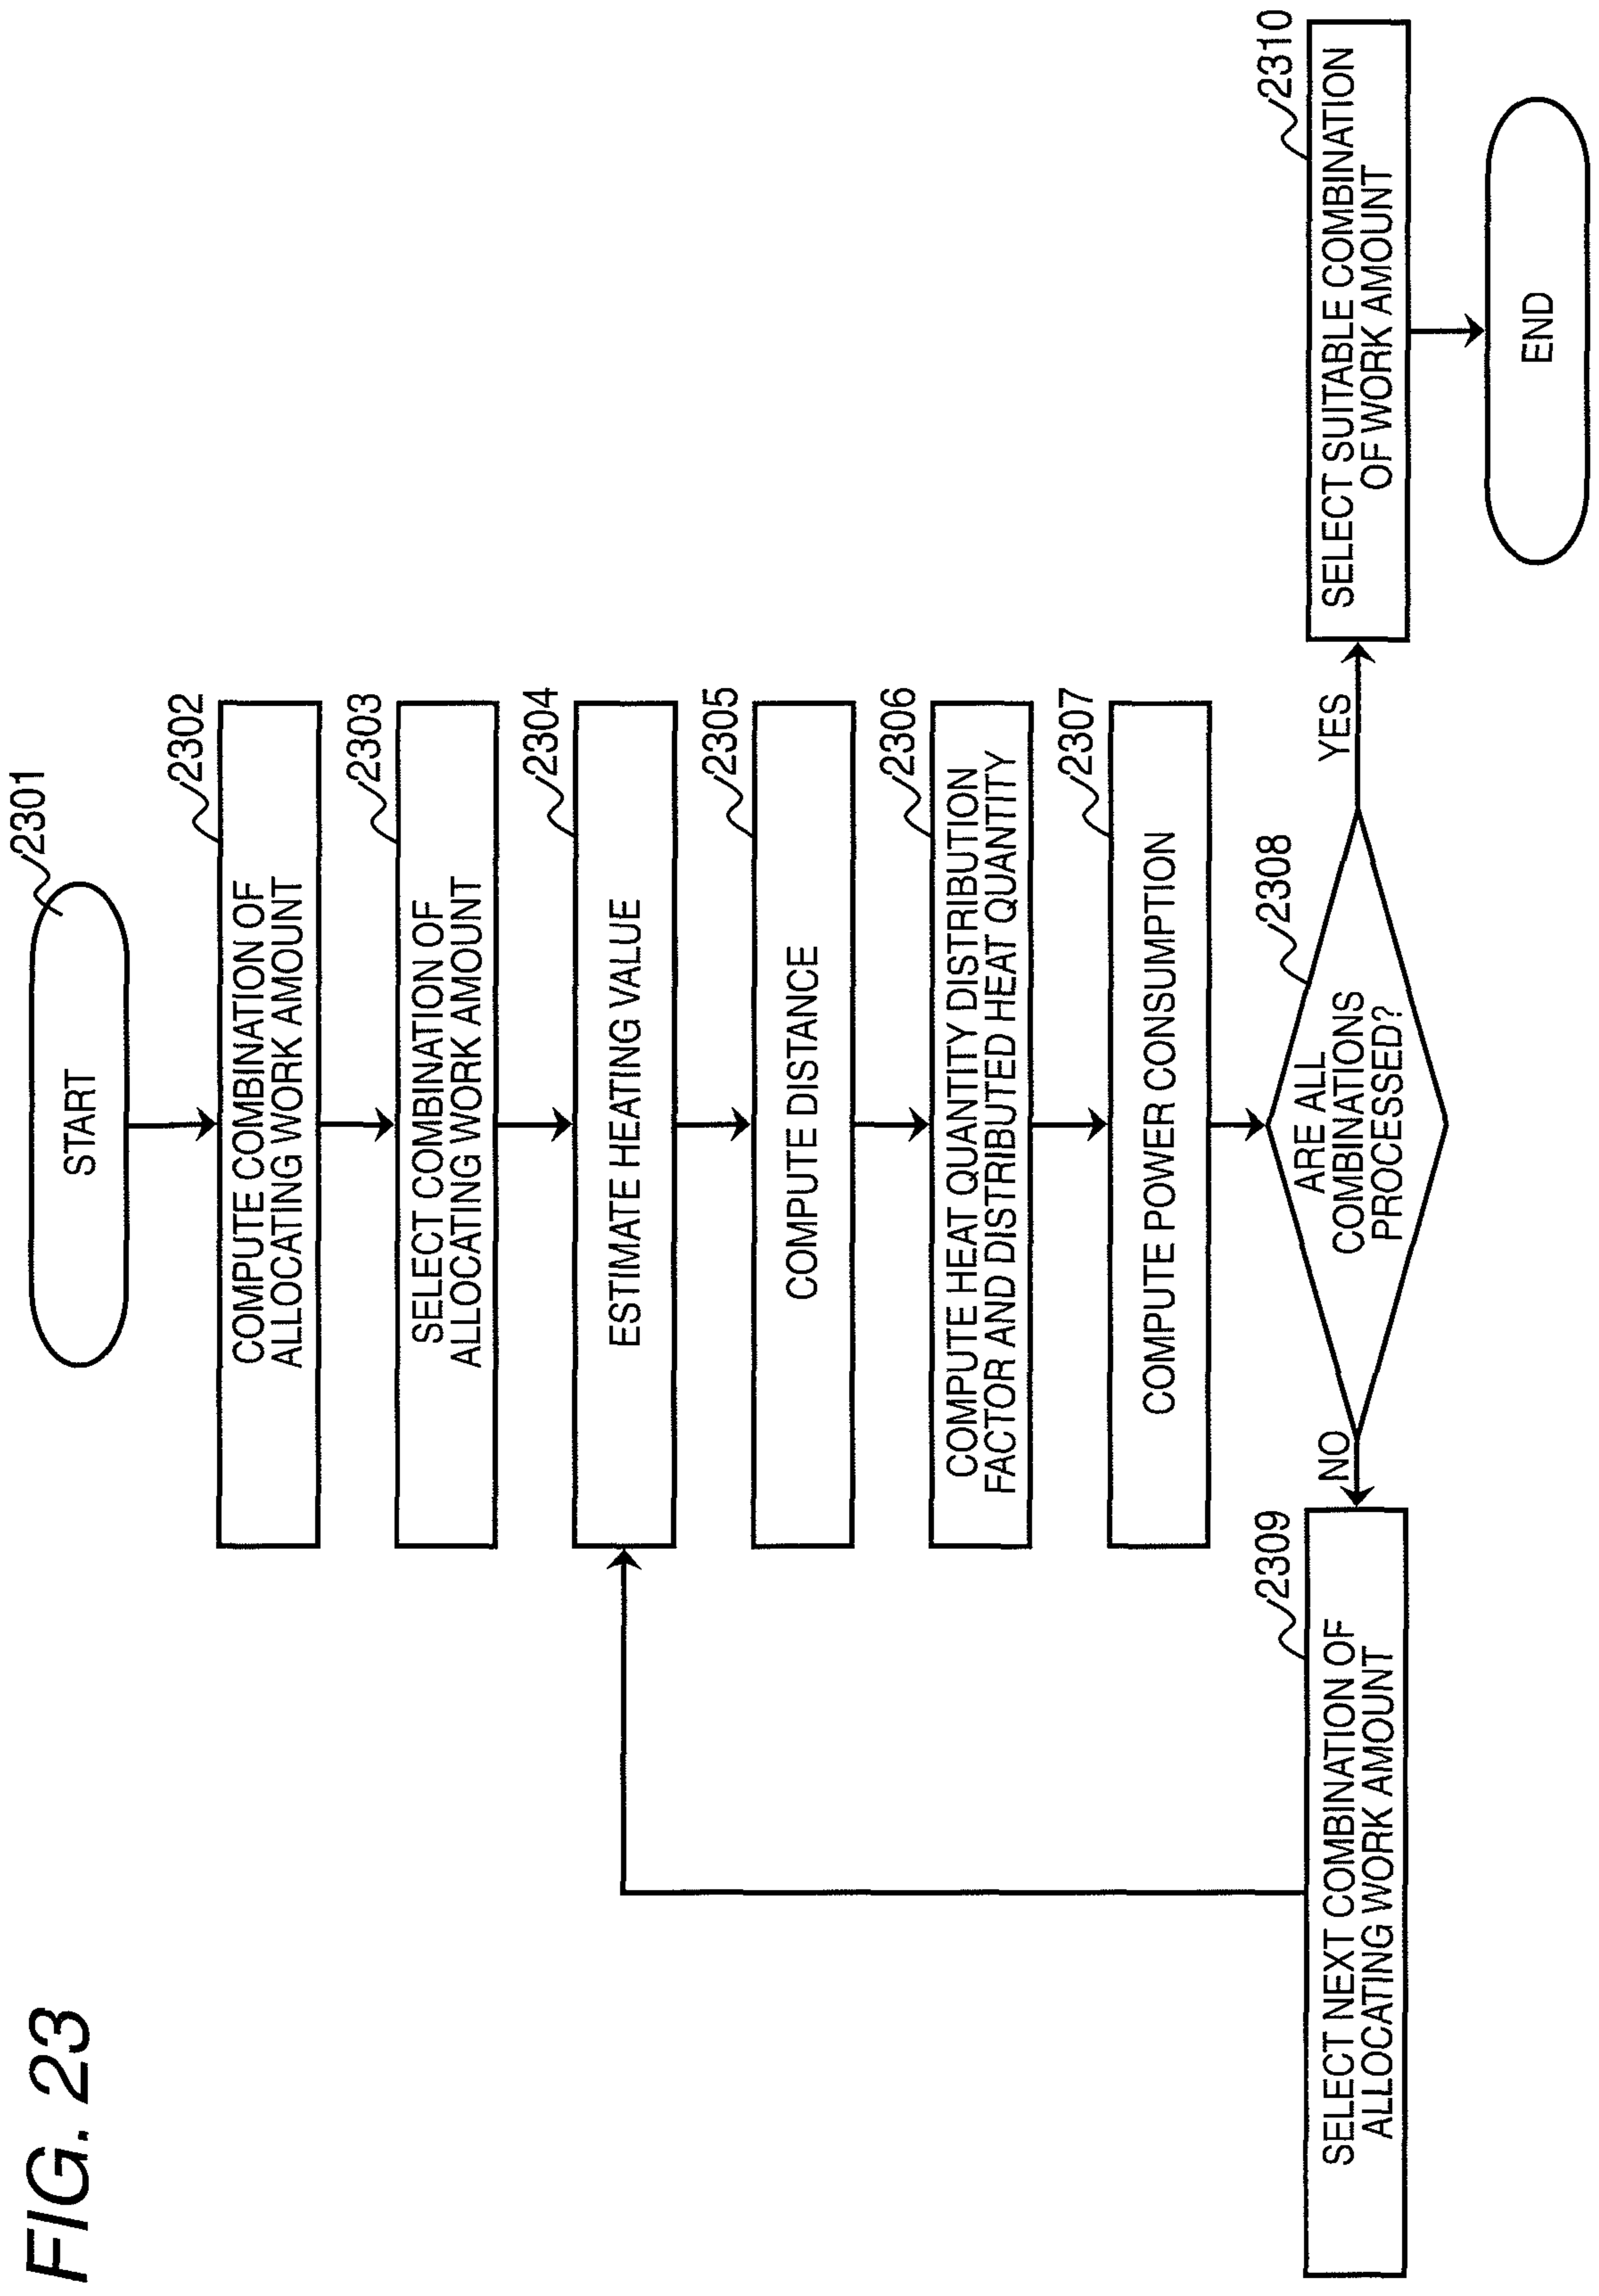 FIG. 23
START
2301
COMPUTE COMBINATION OF
ALLOCATING WORK AMOUNT
2302
SELECT COMBINATION OF
ALLOCATING WORK AMOUNT
2303
ESTIMATE HEATING VALUE
2304
COMPUTE DISTANCE
2305
COMPUTE HEAT QUANTITY DISTRIBUTION
FACTOR AND DISTRIBUTED HEAT QUANTITY
2306
COMPUTE POWER CONSUMPTION
2307
ARE ALL
COMBINATIONS
PROCESSED?
2308
NO
YES
SELECT NEXT COMBINATION OF
ALLOCATING WORK AMOUNT
2309
SELECT SUITABLE COMBINATION
OF WORK AMOUNT
2310
END